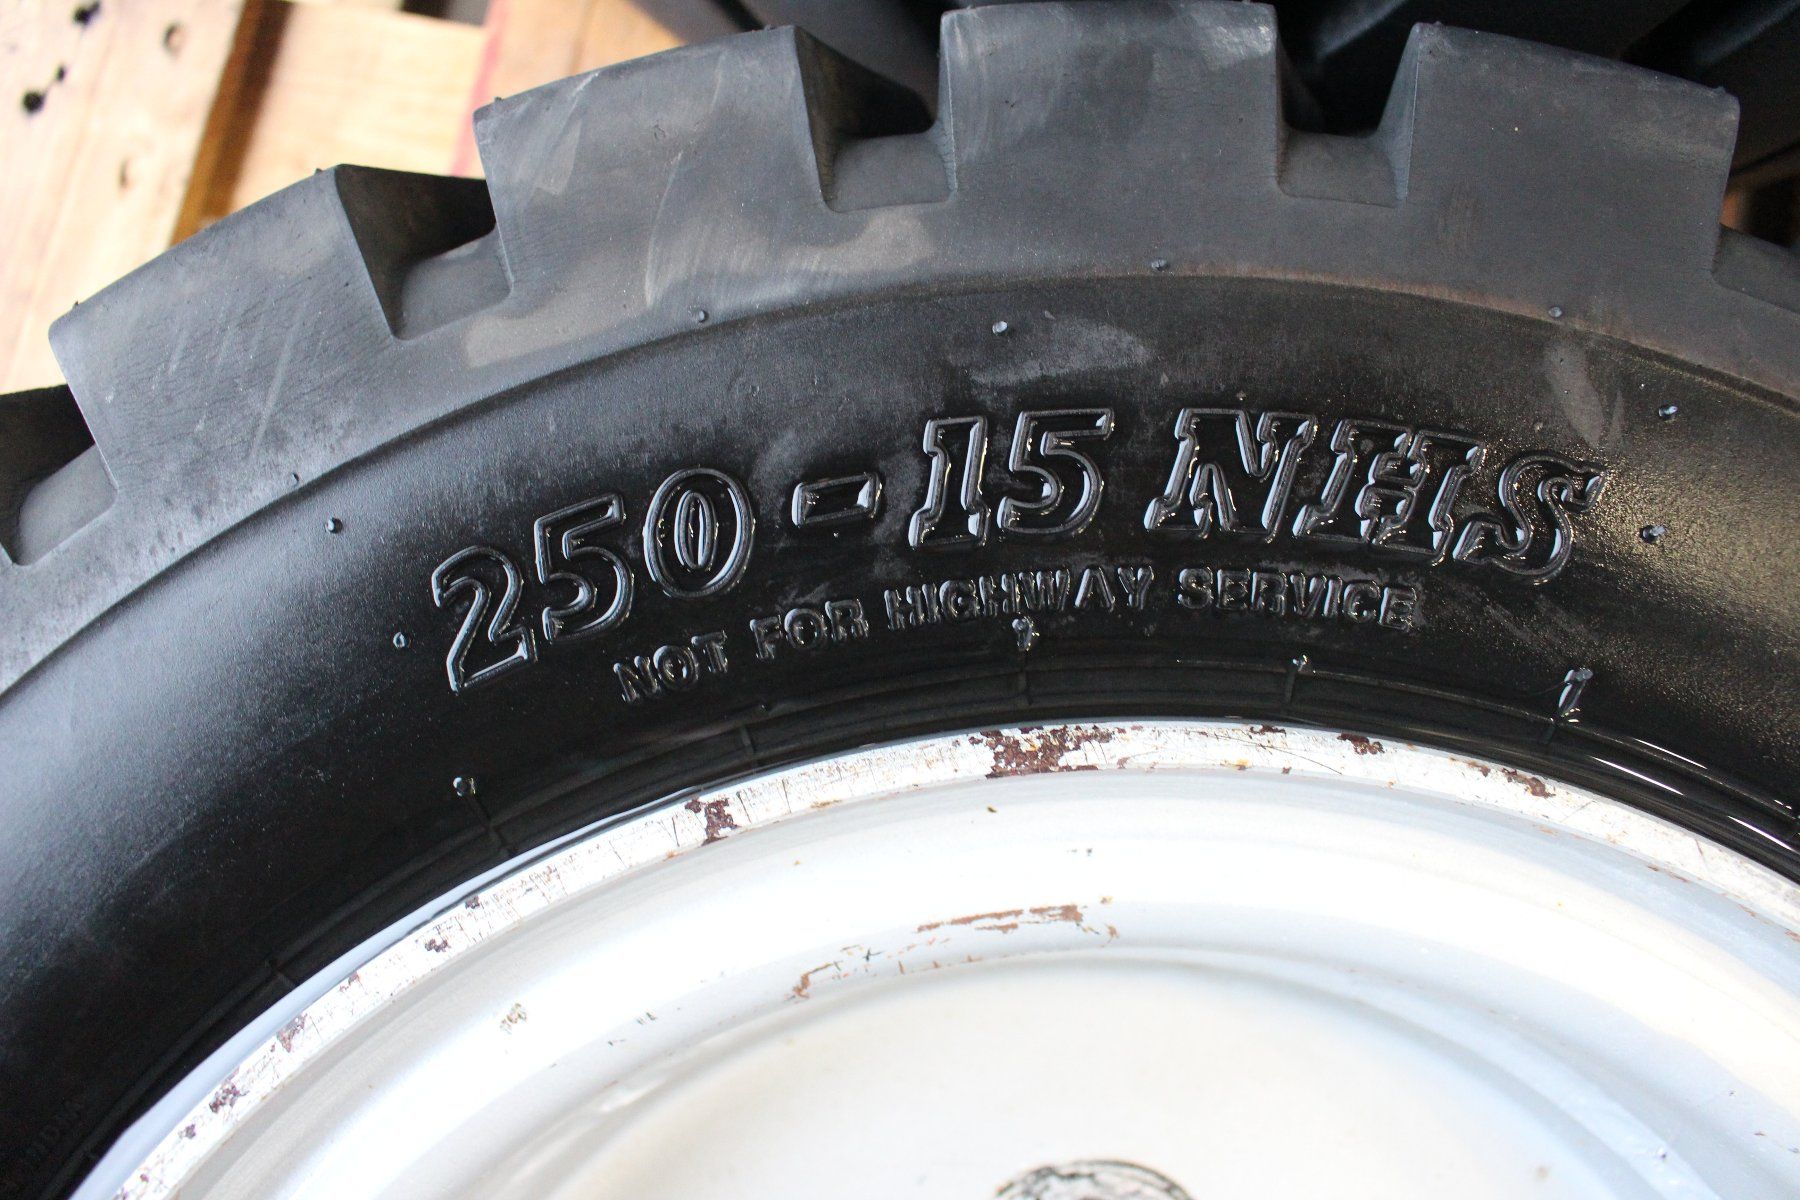 250-15 NHS
NOT FOR HIGHWAY SERVICE